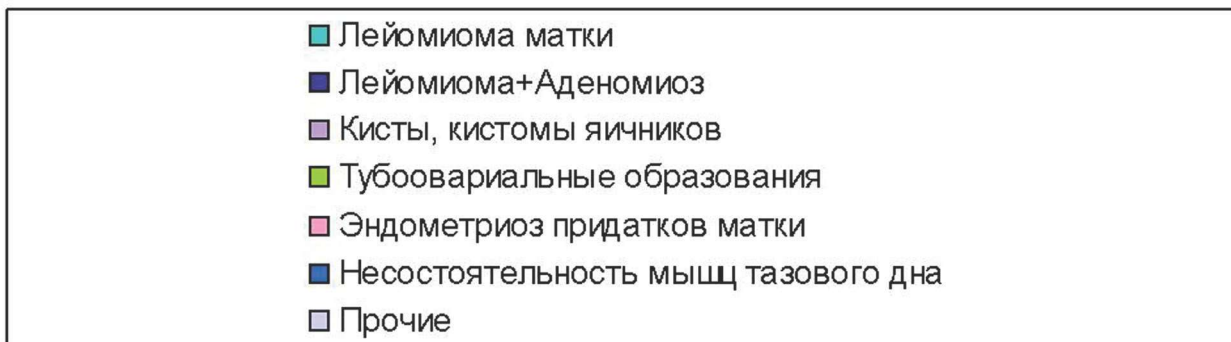 Лейомиома матки
Лейомиома+Аденомиоз
Кисты, кистомы яичников
Тубоовариальные образования
Эндометриоз придатков матки
Несостоятельность мышц тазового дна
Прочие